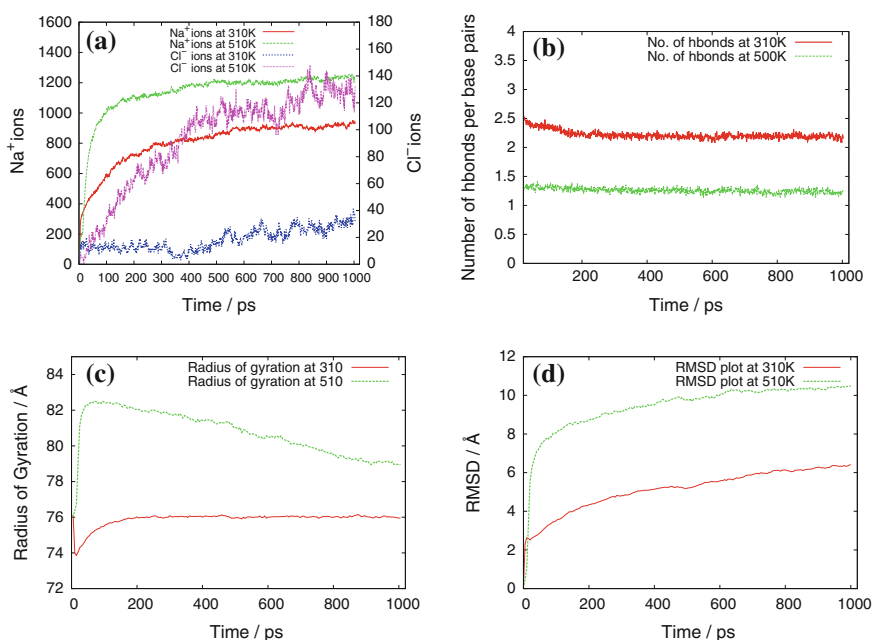 (a)
Na⁺ions at 310K
Na⁺ions at 510K
Cl⁻ ions at 310K
Cl⁻ ions at 510K
1600
1400
1200
1000
800
600
400
200
0
Na⁺ions
180
160
140
120
100
80
60
40
20
0
Cl⁻ions
0 100 200 300 400 500 600 700 800 900 1000
Time / ps
(b)
No. of hbonds at 310K
No. of hbonds at 500K
4
3.5
3
2.5
2
1.5
1
0.5
0
Number of hbonds per base pairs
200 400 600 800 1000
Time / ps
(c)
Radius of gyration at 310
Radius of gyration at 510
86
84
82
80
78
76
74
72
Radius of Gyration / Å
0 200 400 600 800 1000
Time / ps
(d)
RMSD plot at 310K
RMSD plot at 510K
12
10
8
6
4
2
0
RMSD / Å
0 200 400 600 800 1000
Time / ps